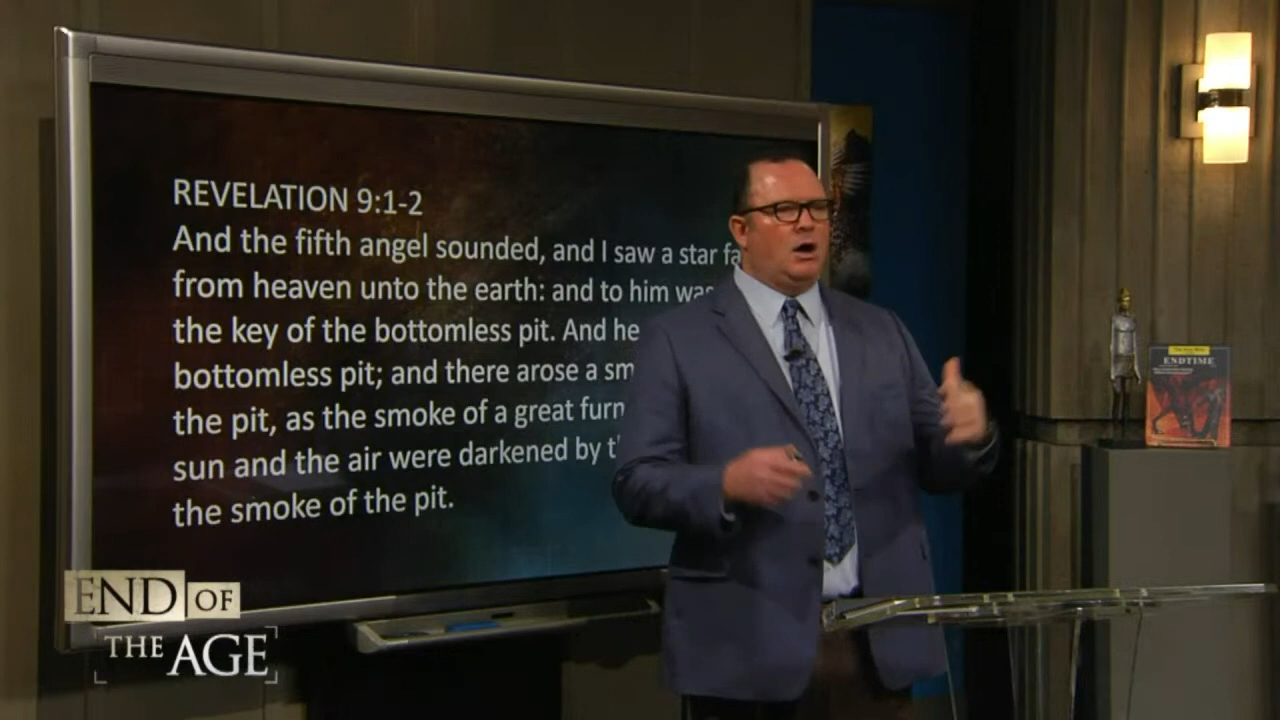 REVELATION 9:1-2
And the fifth angel sounded, and I saw a star fa
from heaven unto the earth: and to him was
the key of the bottomless pit. And he
bottomless pit; and there arose a sm
the pit, as the smoke of a great furn
sun and the air were darkened by t
the smoke of the pit.
END OF
THE AGE
ENDTIME